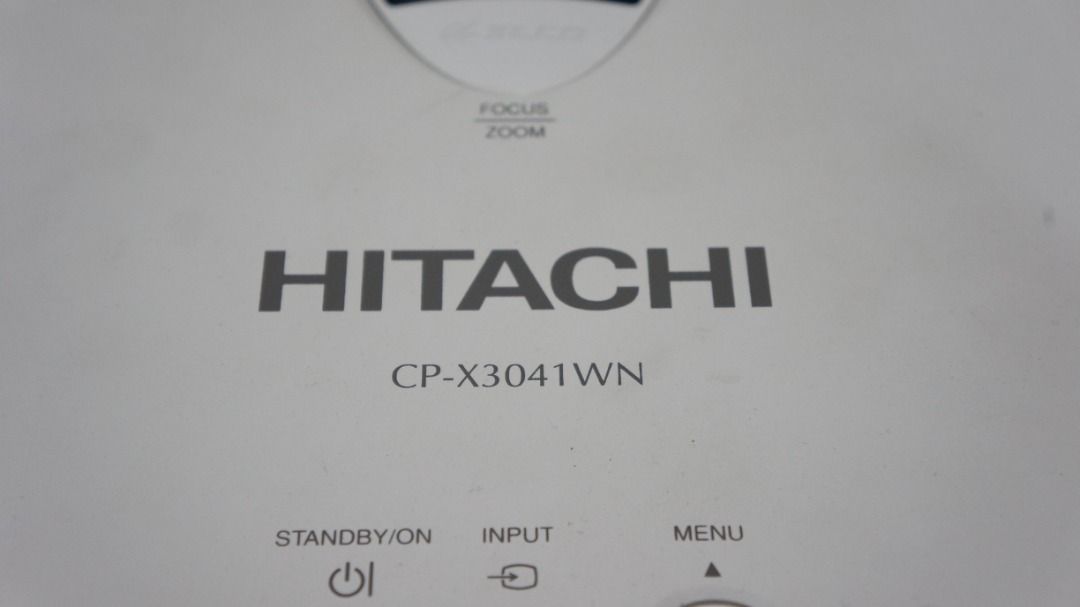 FOCUS
ZOOM
HITACHI
CP-X3041WN
STANDBY/ON INPUT MENU